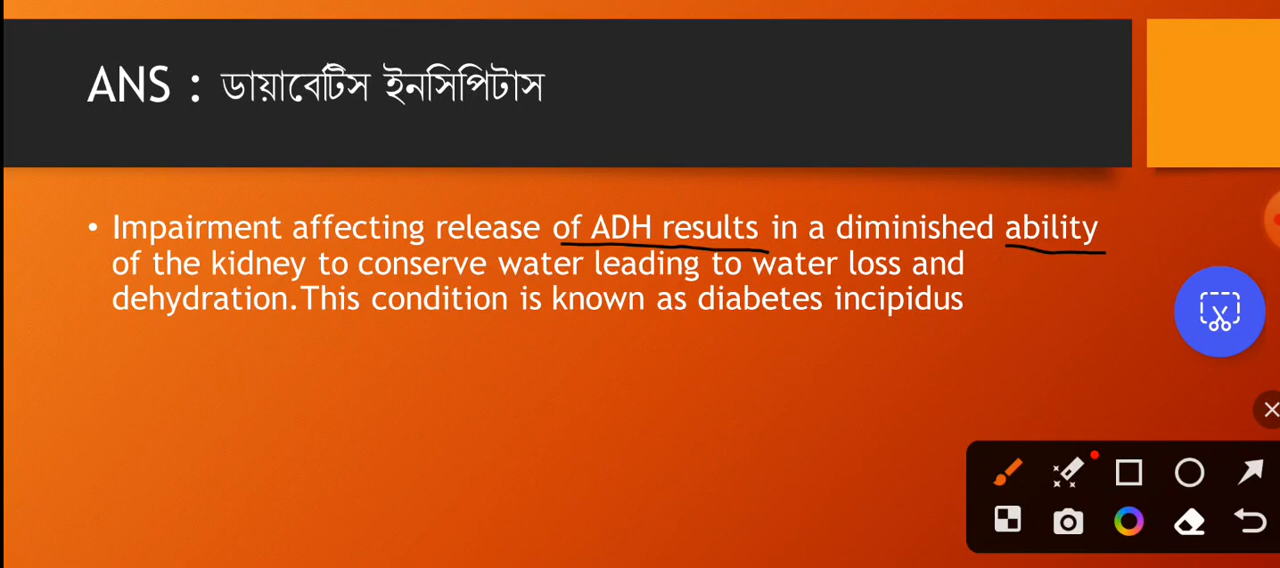 ANS : ডায়াবেটিস ইনসিপিটাস
• Impairment affecting release of ADH results in a diminished ability
of the kidney to conserve water leading to water loss and
dehydration.This condition is known as diabetes incipidus